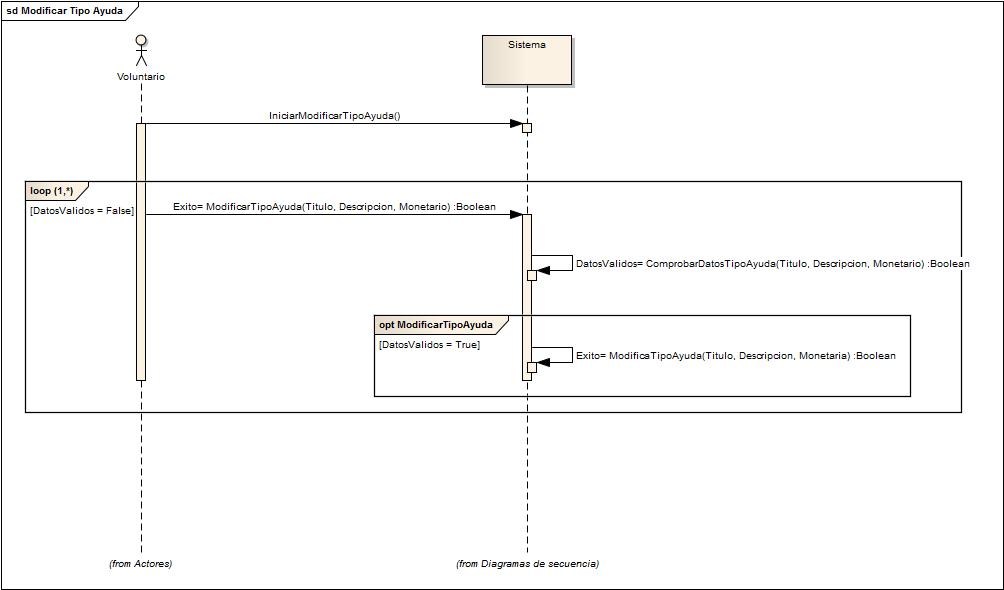 sd Modificar Tipo Ayuda
Voluntario
Sistema
IniciarModificarTipoAyuda()
loop (1,*)
[DatosValidos = False]
Exito= ModificarTipoAyuda(Titulo, Descripcion, Monetario) :Boolean
DatosValidos= ComprobarDatosTipoAyuda(Titulo, Descripcion, Monetario) :Boolean
opt ModificarTipoAyuda
[DatosValidos = True]
Exito= ModificaTipoAyuda(Titulo, Descripcion, Monetaria) :Boolean
(from Actores)
(from Diagramas de secuencia)